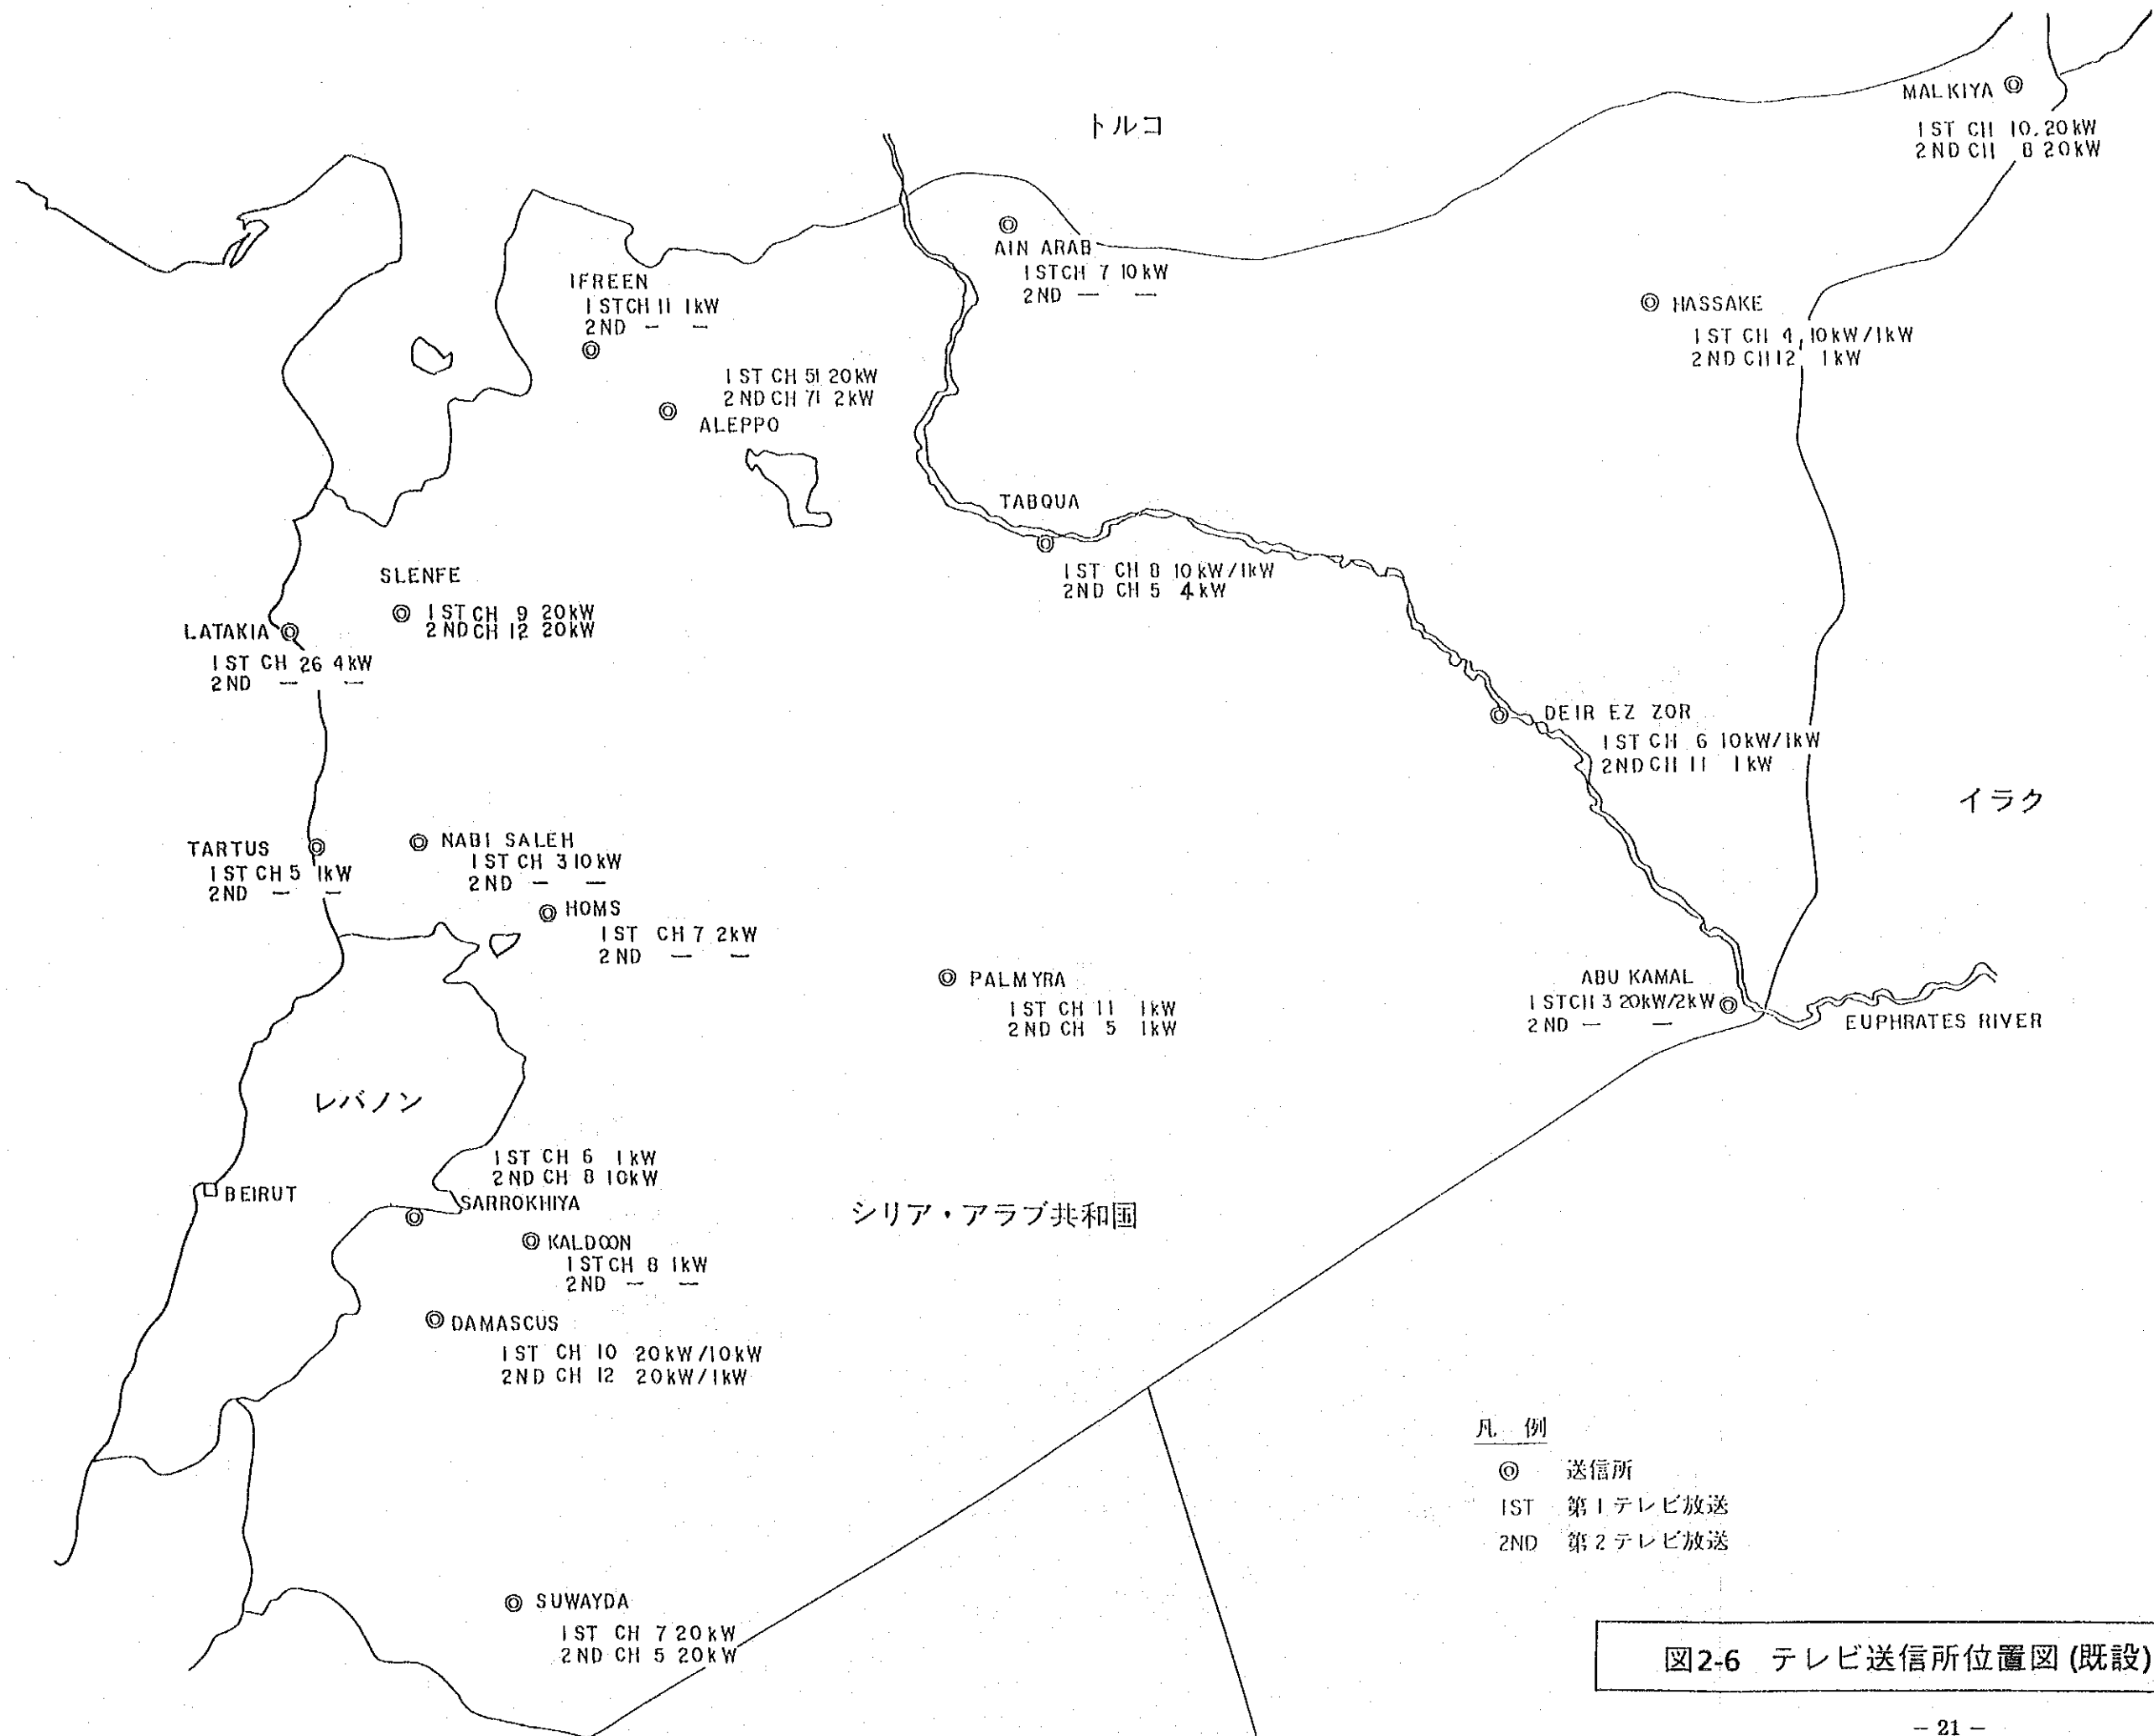 トルコ
MALKIYA
1ST CH 10. 20kW
2ND CH 8 20kW
AIN ARAB
1ST CH 7 10kW
2ND — —
IFREEN
1ST CH 11 1kW
2ND — —
HASSAKE
1ST CH 4, 10kW/1kW
2ND CH 12, 1kW
1ST CH 5 20kW
2ND CH 7 2kW
ALEPPO
TABQUA
1ST CH 8 10kW/1kW
2ND CH 5 4kW
SLENFE
1ST CH 9 20kW
2ND CH 12 20kW
LATAKIA
1ST CH 26 4kW
2ND — —
DEIR EZ ZOR
1ST CH 6 10kW/1kW
2ND CH 11 1kW
イラク
TARTUS
1ST CH 5 1kW
2ND — —
NABI SALEH
1ST CH 3 10kW
2ND — —
HOMS
1ST CH 7 2kW
2ND — —
PALMYRA
1ST CH 11 1kW
2ND CH 5 1kW
ABU KAMAL
1ST CH 3 20kW/2kW
2ND — —
EUPHRATES RIVER
レバノン
1ST CH 6 1kW
2ND CH 8 10kW
SARROKHIYA
BEIRUT
シリア・アラブ共和国
KALDOON
1ST CH 8 1kW
2ND — —
DAMASCUS
1ST CH 10 20kW/10kW
2ND CH 12 20kW/1kW
SUWAYDA
1ST CH 7 20kW
2ND CH 5 20kW
凡 例
◎ 送信所
1ST 第1テレビ放送
2ND 第2テレビ放送
図2-6 テレビ送信所位置図(既設)
– 21 –